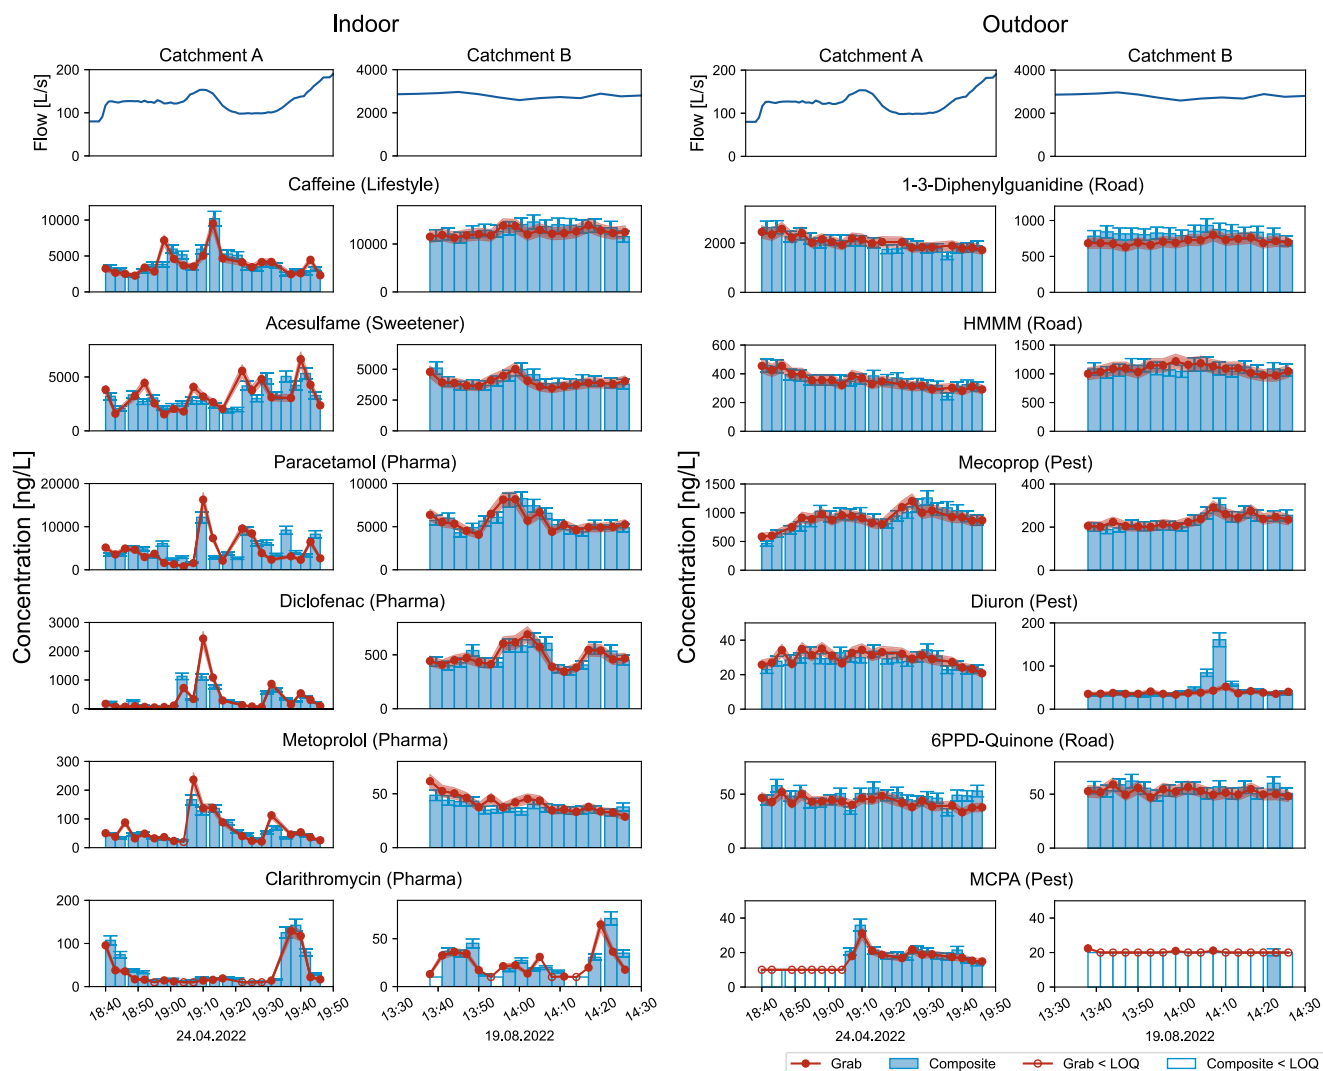 Indoor
Outdoor
Catchment A
Catchment B
Catchment A
Catchment B
Flow [L/s]
200
100
0
4000
2000
0
Flow [L/s]
200
100
0
4000
2000
0
Caffeine (Lifestyle)
1-3-Diphenylguanidine (Road)
10000
5000
0
10000
0
2000
0
1000
500
0
Acesulfame (Sweetener)
HMMM (Road)
5000
0
5000
2500
0
600
400
200
0
1500
1000
500
0
Concentration [ng/L]
Concentration [ng/L]
Paracetamol (Pharma)
Mecoprop (Pest)
20000
10000
0
10000
5000
0
1500
1000
500
0
400
200
0
Diclofenac (Pharma)
Diuron (Pest)
3000
2000
1000
0
500
0
40
20
0
200
100
0
Metoprolol (Pharma)
6PPD-Quinone (Road)
300
200
100
0
50
0
50
0
50
0
Clarithromycin (Pharma)
MCPA (Pest)
200
100
0
50
0
40
20
0
40
20
0
18:40 18:50 19:00 19:10 19:20 19:30 19:40 19:50
13:30 13:40 13:50 14:00 14:10 14:20 14:30
18:40 18:50 19:00 19:10 19:20 19:30 19:40 19:50
13:30 13:40 13:50 14:00 14:10 14:20 14:30
24.04.2022
19.08.2022
24.04.2022
19.08.2022
Grab
Composite
Grab < LOQ
Composite < LOQ